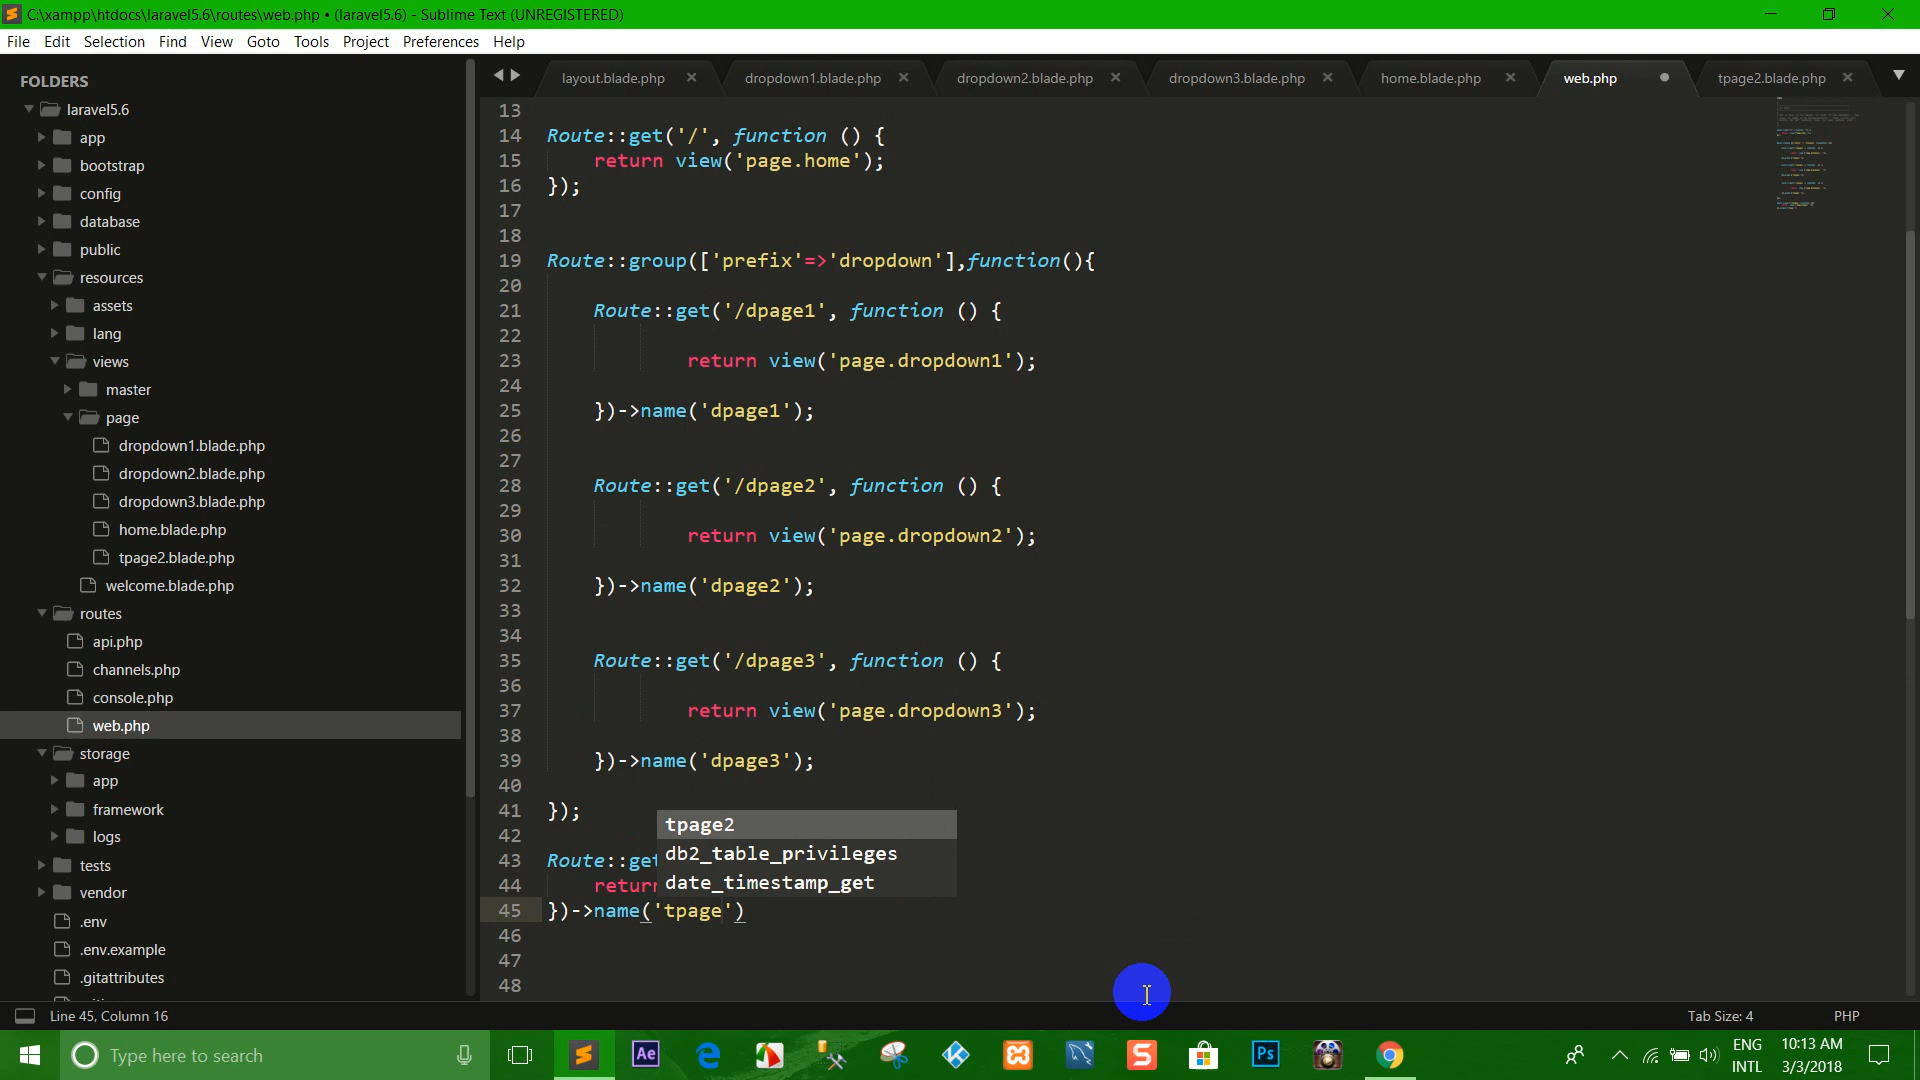 C:\xampp\htdocs\laravel5.6\routes\web.php • (laravel5.6) - Sublime Text (UNREGISTERED)
File Edit Selection Find View Goto Tools Project Preferences Help
FOLDERS
laravel5.6
app
bootstrap
config
database
public
resources
assets
lang
views
master
page
dropdown1.blade.php
dropdown2.blade.php
dropdown3.blade.php
home.blade.php
tpage2.blade.php
welcome.blade.php
routes
api.php
channels.php
console.php
web.php
storage
app
framework
logs
tests
vendor
.env
.env.example
.gitattributes
layout.blade.php dropdown1.blade.php dropdown2.blade.php dropdown3.blade.php home.blade.php web.php tpage2.blade.php
13
14 Route::get('/', function () {
15 return view('page.home');
16 });
17
18
19 Route::group(['prefix'=>'dropdown'],function(){
20
21 Route::get('/dpage1', function () {
22
23 return view('page.dropdown1');
24
25 })->name('dpage1');
26
27
28 Route::get('/dpage2', function () {
29
30 return view('page.dropdown2');
31
32 })->name('dpage2');
33
34
35 Route::get('/dpage3', function () {
36
37 return view('page.dropdown3');
38
39 })->name('dpage3');
40
41 });
42
43 Route::get
44 return
45 })->name('tpage')
46
47
48
tpage2
db2_table_privileges
date_timestamp_get
Line 45, Column 16 Tab Size: 4 PHP
Type here to search
Ae
Ps
ENG
INTL
10:13 AM
3/3/2018